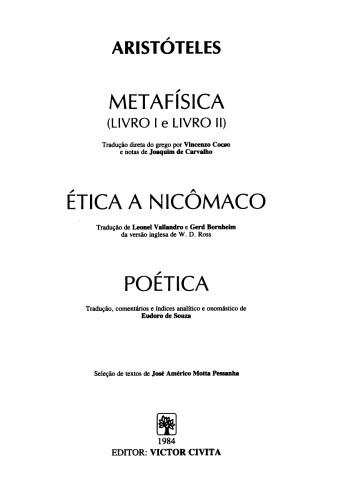 ARISTÓTELES
METAFÍSICA
(LIVRO I e LIVRO II)
Tradução direta do grego por Vincenzo Cocso
e notas de Joaquim de Carvalho
ÉTICA A NICÔMACO
Tradução de Leonel Vallandro e Gerd Bornheim
da versão inglesa de W. D. Ross
POÉTICA
Tradução, comentários e índices analítico e onomástico de
Eudoro de Souza
Seleção de textos de José Américo Motta Pessanha
1984
EDITOR: VICTOR CIVITA